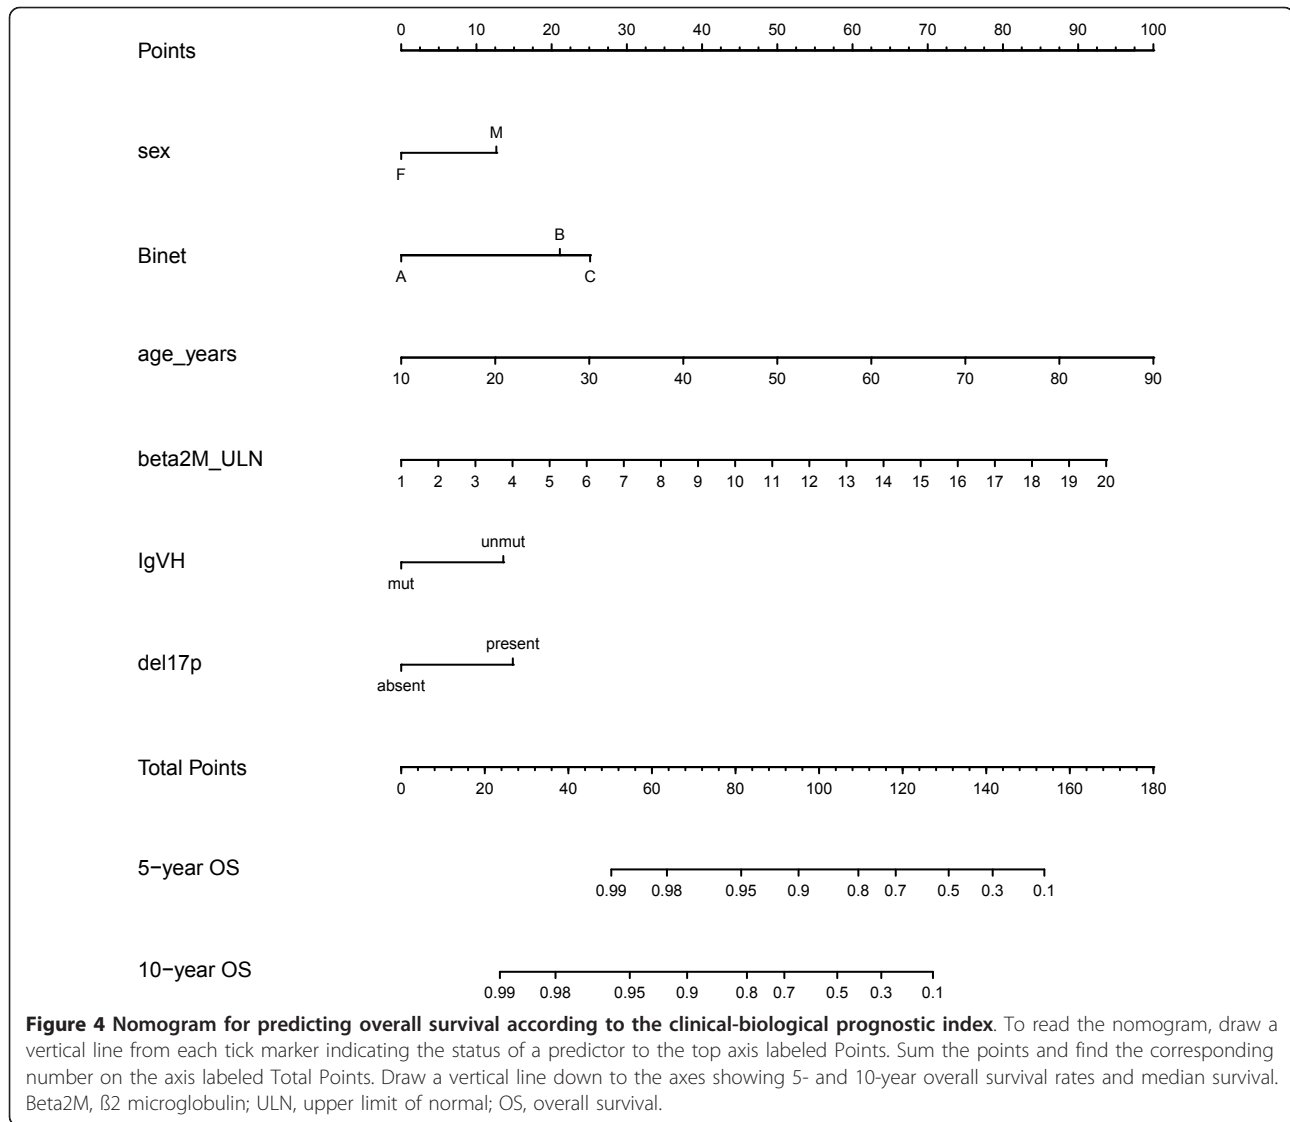 0 10 20 30 40 50 60 70 80 90 100
Points
M
sex
F
B
Binet
A C
age_years
10 20 30 40 50 60 70 80 90
beta2M_ULN
1 2 3 4 5 6 7 8 9 10 11 12 13 14 15 16 17 18 19 20
unmut
IgVH
mut
present
del17p
absent
Total Points
0 20 40 60 80 100 120 140 160 180
5−year OS
0.99 0.98 0.95 0.9 0.8 0.7 0.5 0.3 0.1
10−year OS
0.99 0.98 0.95 0.9 0.8 0.7 0.5 0.3 0.1
Figure 4 Nomogram for predicting overall survival according to the clinical-biological prognostic index. To read the nomogram, draw a
vertical line from each tick marker indicating the status of a predictor to the top axis labeled Points. Sum the points and find the corresponding
number on the axis labeled Total Points. Draw a vertical line down to the axes showing 5- and 10-year overall survival rates and median survival.
Beta2M, ß2 microglobulin; ULN, upper limit of normal; OS, overall survival.